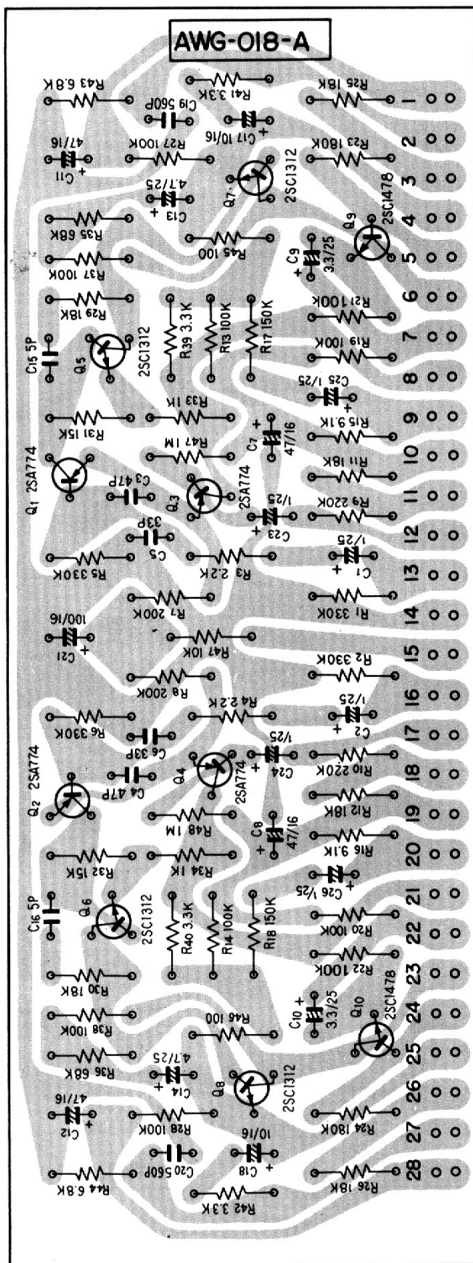 AWG-018-A
R43 6.8K
R41 3.3K
R25 18K
1
C19 560P
C17 10/16
+
2
47/16
C11
+
R27 100K
Q7
2SC1312
R23 180K
3
4.7/25
C13
+
2SC1478
Q9
4
R35 68K
R45 100
C9
3.3/25
+
5
R37 100K
6
R29 18K
R21 100K
C15 5P
Q5
2SC1312
R39 3.3K
R13 100K
R17 150K
R19 100K
7
8
C25 1/25
+
R33 1K
9
R31 15K
C7
47/16
+
R15 9.1K
R47 1M
10
Q1
2SA774
R11 18K
C3 47P
Q3
2SA774
11
R9 220K
1/25
C23
+
C5
33P
12
1/25
C1
+
R5 330K
R3 2.2K
13
R7 200K
R1 330K
14
100/16
C21
+
R47 10K
15
R8 200K
R2 330K
16
R6 330K
R4 2.2K
1/25
C2
+
17
C6 33P
1/25
C24
+
C4 47P
Q4
2SA774
R10 220K
18
Q2
2SA774
R12 18K
19
R48 1M
C8
47/16
+
R16 9.1K
20
R32 15K
R34 1K
C26 1/25
+
21
C16 5P
Q6
2SC1312
R40 3.3K
R14 100K
R18 150K
R20 100K
22
R22 100K
23
R30 18K
C10
3.3/25
+
24
R38 100K
R46 100
Q10
2SC1478
25
R36 68K
4.7/25
C14
+
Q8
2SC1312
26
47/16
C12
+
R28 100K
R24 180K
27
C20 560P
10/16
C18
+
28
R44 6.8K
R42 3.3K
R26 18K